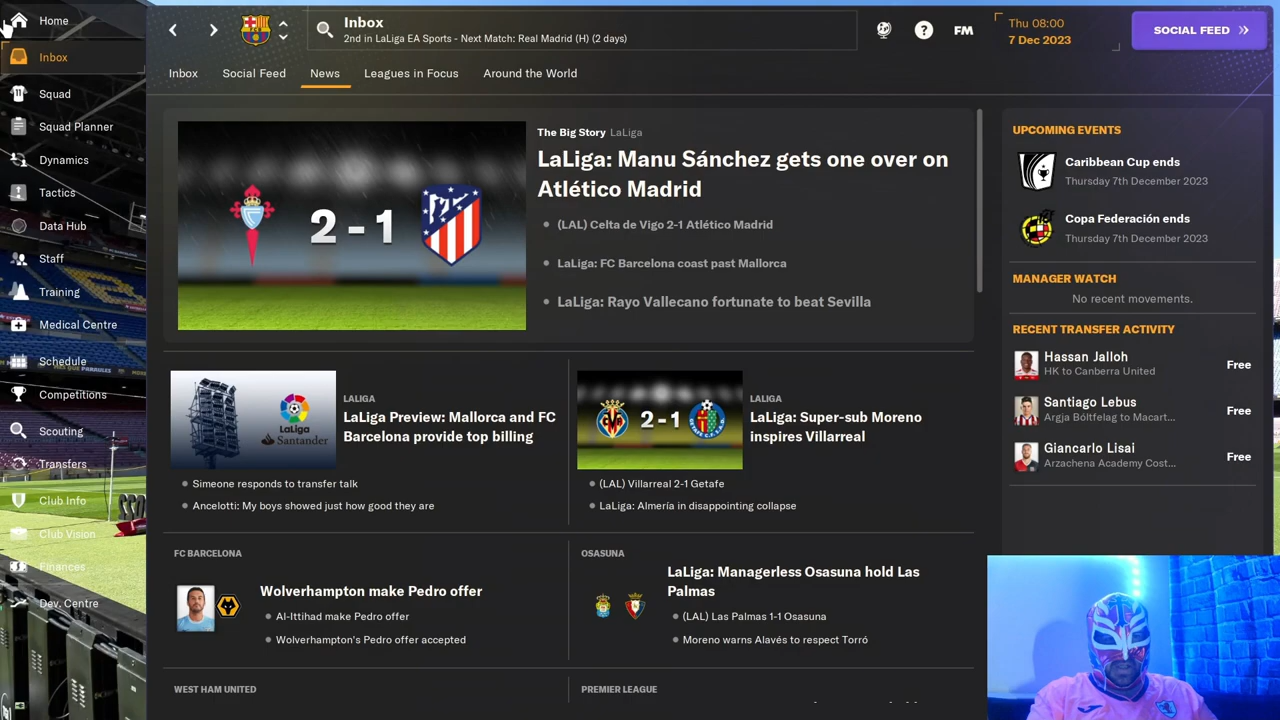 Home
Inbox
Squad
Squad Planner
Dynamics
Tactics
Data Hub
Staff
Training
Medical Centre
Schedule
Competitions
Scouting
Transfers
Club Info
Club Vision
Finances
Dev. Centre
Inbox
2nd in LaLiga EA Sports - Next Match: Real Madrid (H) (2 days)
?
FM
Thu 08:00
7 Dec 2023
SOCIAL FEED
Inbox Social Feed News Leagues in Focus Around the World
2 - 1
The Big Story LaLiga
LaLiga: Manu Sánchez gets one over on
Atlético Madrid
(LAL) Celta de Vigo 2-1 Atlético Madrid
LaLiga: FC Barcelona coast past Mallorca
LaLiga: Rayo Vallecano fortunate to beat Sevilla
LaLiga
Santander
LALIGA
LaLiga Preview: Mallorca and FC
Barcelona provide top billing
Simeone responds to transfer talk
Ancelotti: My boys showed just how good they are
2 - 1
LALIGA
LaLiga: Super-sub Moreno
inspires Villarreal
(LAL) Villarreal 2-1 Getafe
LaLiga: Almería in disappointing collapse
FC BARCELONA
Wolverhampton make Pedro offer
Al-Ittihad make Pedro offer
Wolverhampton's Pedro offer accepted
OSASUNA
LaLiga: Managerless Osasuna hold Las
Palmas
(LAL) Las Palmas 1-1 Osasuna
Moreno warns Alavés to respect Torró
WEST HAM UNITED
PREMIER LEAGUE
UPCOMING EVENTS
Caribbean Cup ends
Thursday 7th December 2023
Copa Federación ends
Thursday 7th December 2023
MANAGER WATCH
No recent movements.
RECENT TRANSFER ACTIVITY
Hassan Jalloh
HK to Canberra United
Free
Santiago Lebus
Argja Bóltfelag to Macart...
Free
Giancarlo Lisai
Arzachena Academy Cost...
Free